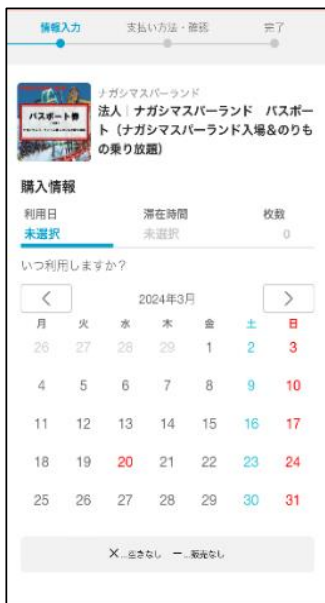 情報入力 支払い方法・確認 完了
パスポート券
ナガシマスパーランド
法人｜ナガシマスパーランド　パスポー
ト（ナガシマスパーランド入場&のりも
の乗り放題）
購入情報
利用日 滞在時間 枚数
未選択 未選択 0
いつ利用しますか？
< 2024年3月 >
月 火 水 木 金 土 日
26 27 28 29 1 2 3
4 5 6 7 8 9 10
11 12 13 14 15 16 17
18 19 20 21 22 23 24
25 26 27 28 29 30 31
×…空きなし −…販売なし